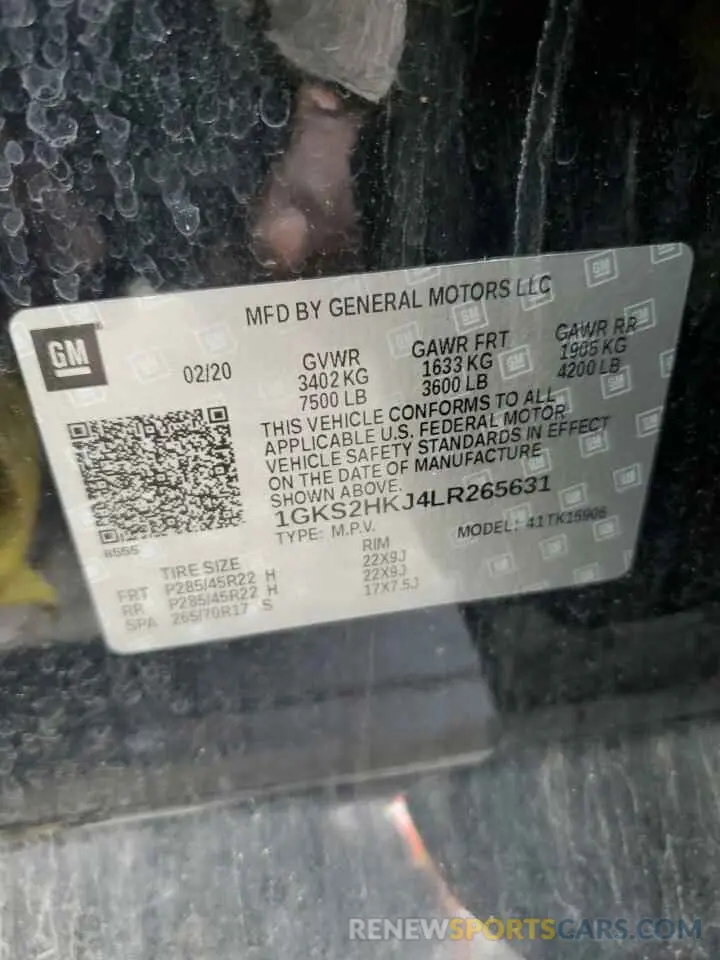 MFD BY GENERAL MOTORS LLC
GM
02/20
GVWR
3402 KG
7500 LB
GAWR FRT
1633 KG
3600 LB
GAWR RR
1905 KG
4200 LB
THIS VEHICLE CONFORMS TO ALL
APPLICABLE U.S. FEDERAL MOTOR
VEHICLE SAFETY STANDARDS IN EFFECT
ON THE DATE OF MANUFACTURE
SHOWN ABOVE.
1GKS2HKJ4LR265631
TYPE: M.P.V. MODEL: 41TK15906
8555
TIRE SIZE RIM
FRT P285/45R22 H 22X9J
RR P285/45R22 H 22X9J
SPA 265/70R17 S 17X7.5J
RENEWSPORTSCARS.COM